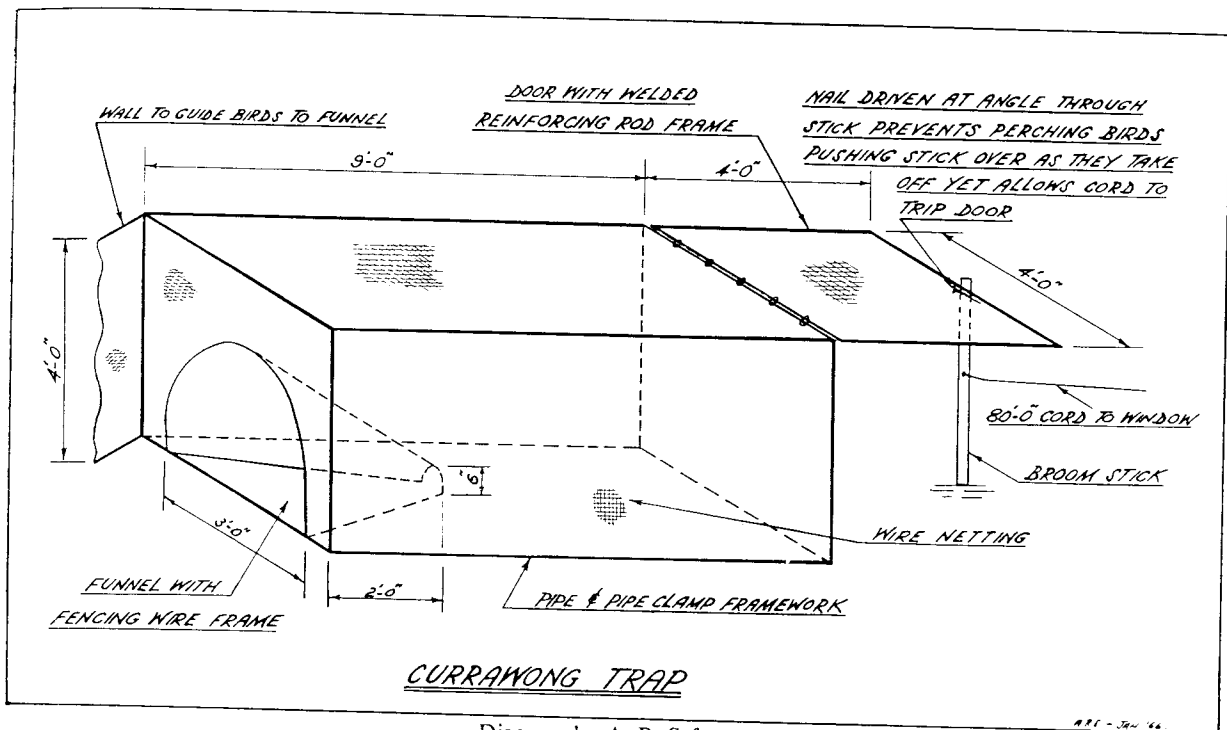 WALL TO GUIDE BIRDS TO FUNNEL
DOOR WITH WELDED
REINFORCING ROD FRAME
NAIL DRIVEN AT ANGLE THROUGH
STICK PREVENTS PERCHING BIRDS
PUSHING STICK OVER AS THEY TAKE
OFF YET ALLOWS CORD TO
TRIP DOOR
9'-0"
4'-0"
4'-0"
4'-0"
80'-0" CORD TO WINDOW
BROOM STICK
6"
WIRE NETTING
3'-0"
2'-0"
FUNNEL WITH
FENCING WIRE FRAME
PIPE & PIPE CLAMP FRAMEWORK
CURRAWONG TRAP
JAN '66.